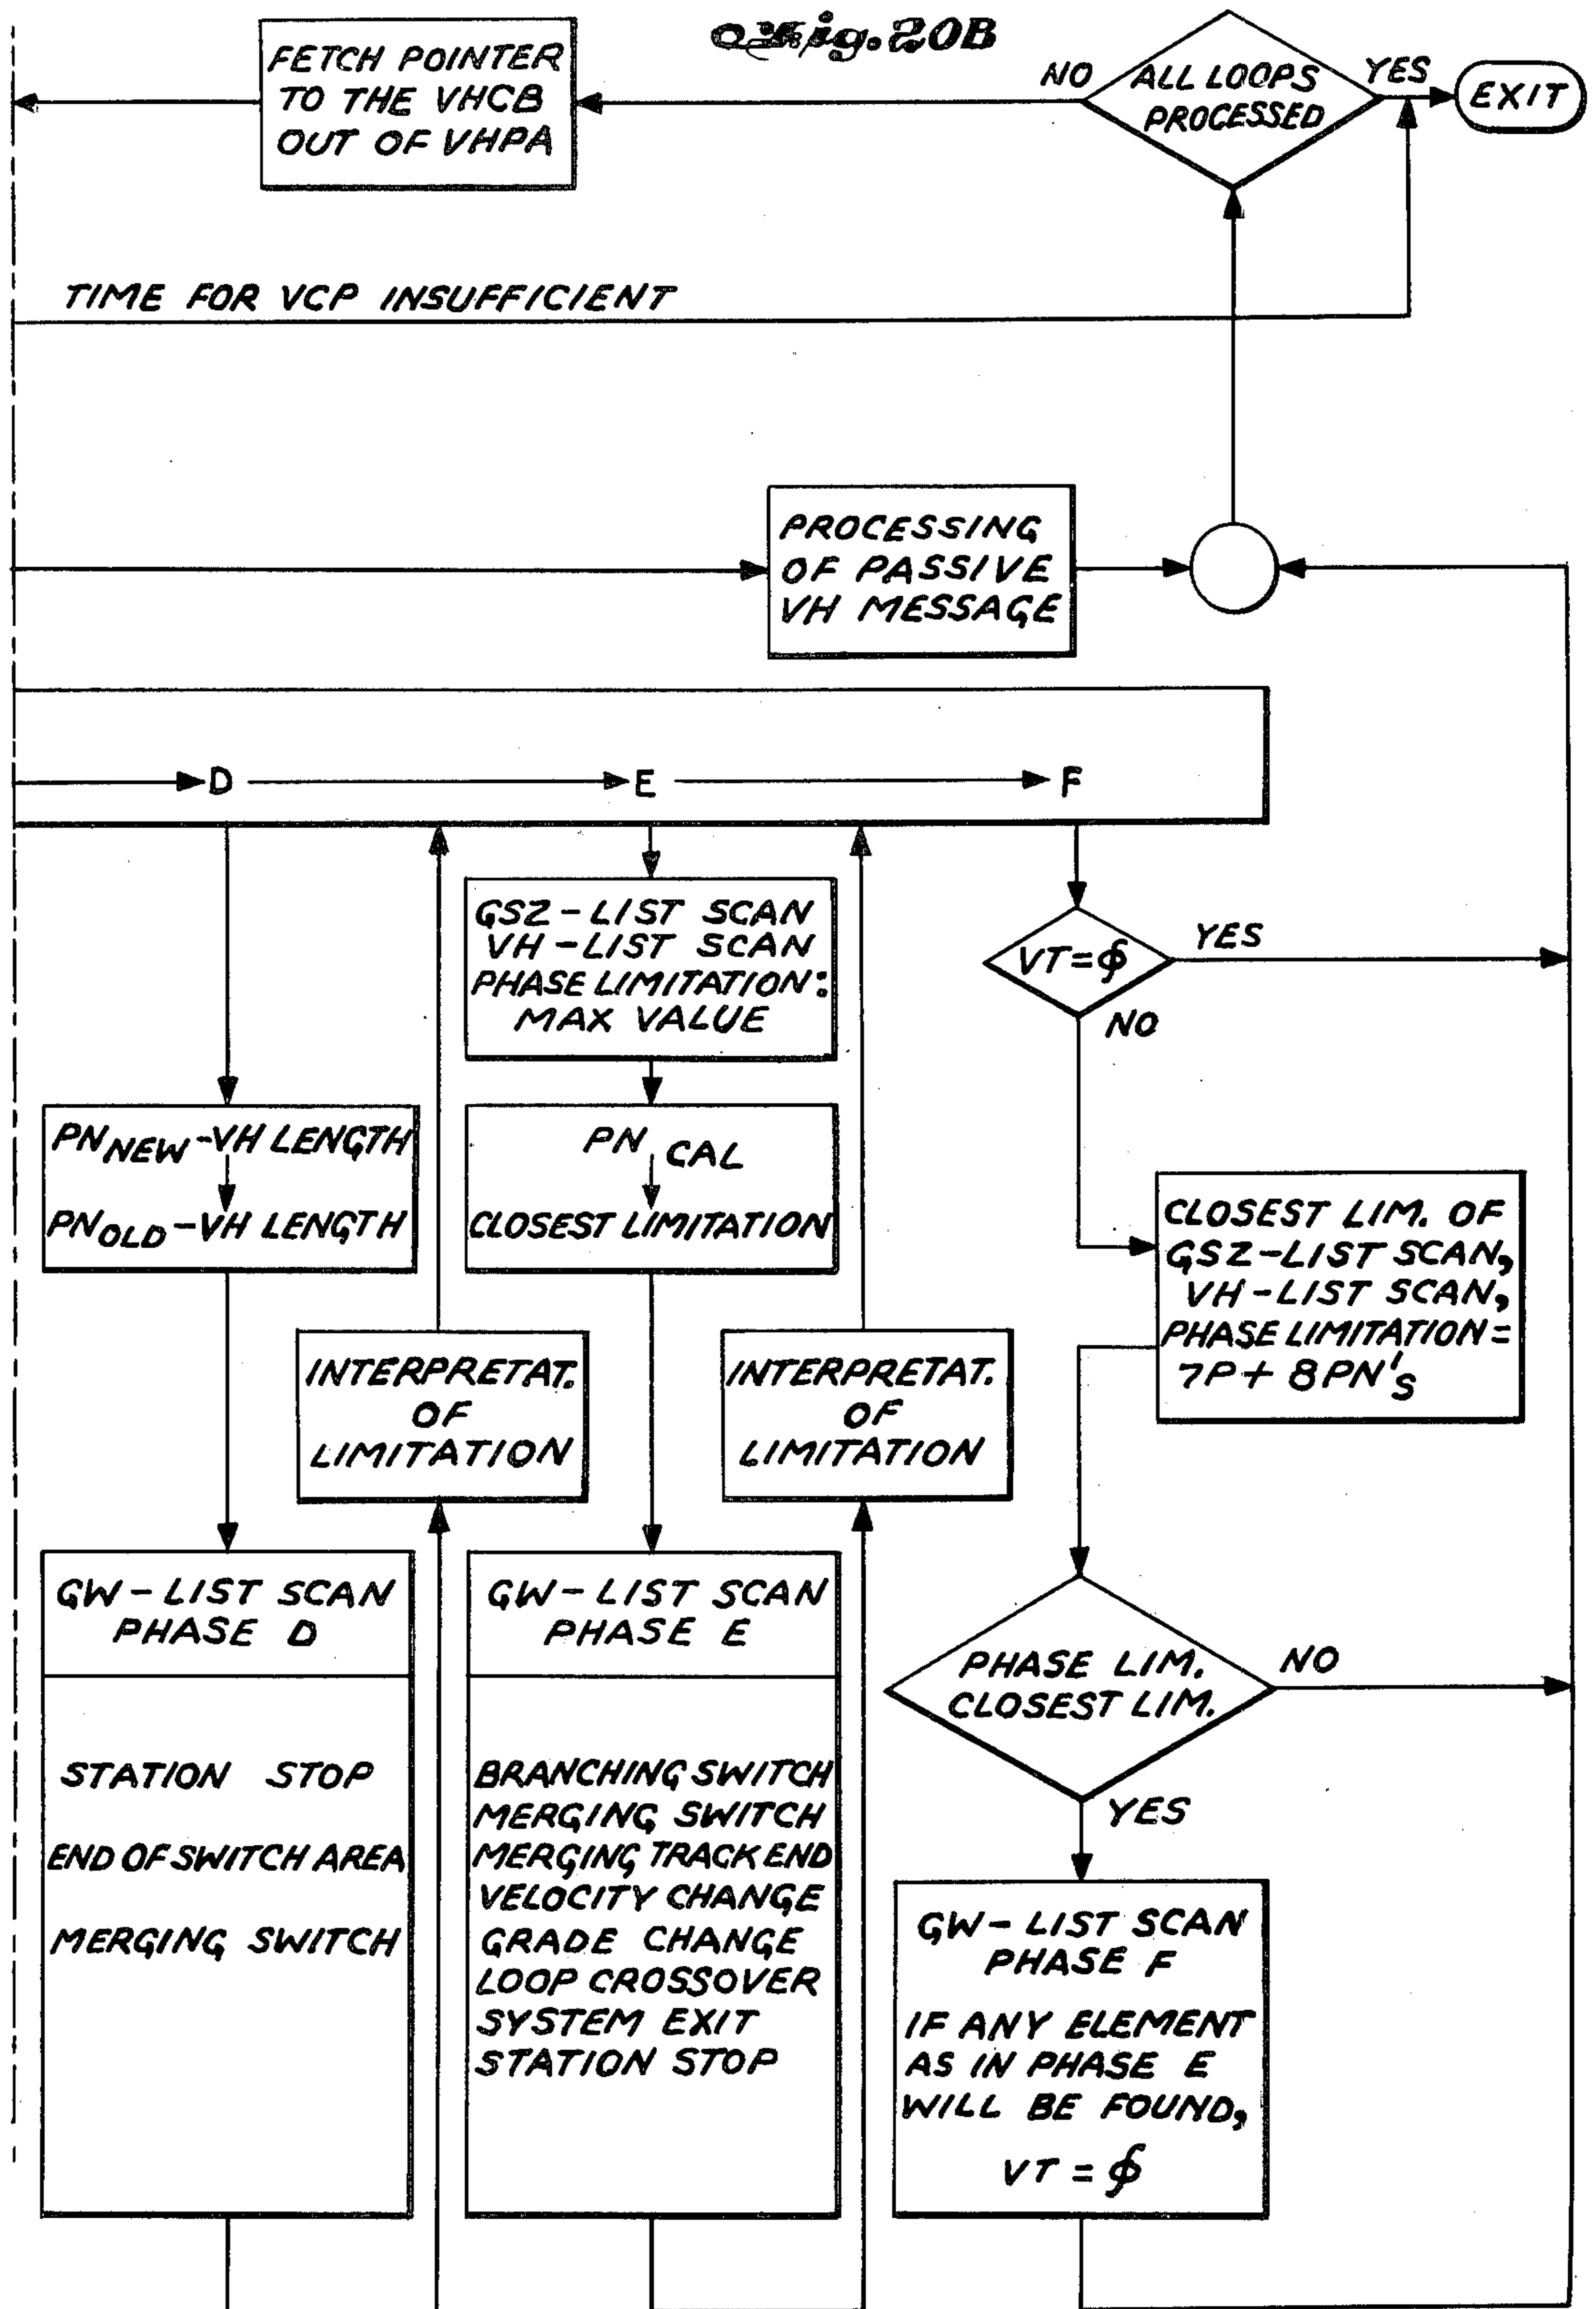 Fig. 20B
FETCH POINTER
TO THE VHCB
OUT OF VHPA
NO
ALL LOOPS
PROCESSED
YES
EXIT
TIME FOR VCP INSUFFICIENT
PROCESSING
OF PASSIVE
VH MESSAGE
D
E
F
GSZ-LIST SCAN
VH-LIST SCAN
PHASE LIMITATION:
MAX VALUE
VT=∮
YES
NO
PN NEW -VH LENGTH
PN OLD -VH LENGTH
PN CAL
CLOSEST LIMITATION
CLOSEST LIM. OF
GSZ-LIST SCAN,
VH-LIST SCAN,
PHASE LIMITATION=
7P+8PN'S
INTERPRETAT.
OF
LIMITATION
INTERPRETAT.
OF
LIMITATION
GW-LIST SCAN
PHASE D
STATION STOP
END OF SWITCH AREA
MERGING SWITCH
GW-LIST SCAN
PHASE E
BRANCHING SWITCH
MERGING SWITCH
MERGING TRACK END
VELOCITY CHANGE
GRADE CHANGE
LOOP CROSSOVER
SYSTEM EXIT
STATION STOP
PHASE LIM.
CLOSEST LIM.
NO
YES
GW-LIST SCAN
PHASE F
IF ANY ELEMENT
AS IN PHASE E
WILL BE FOUND,
VT=∮